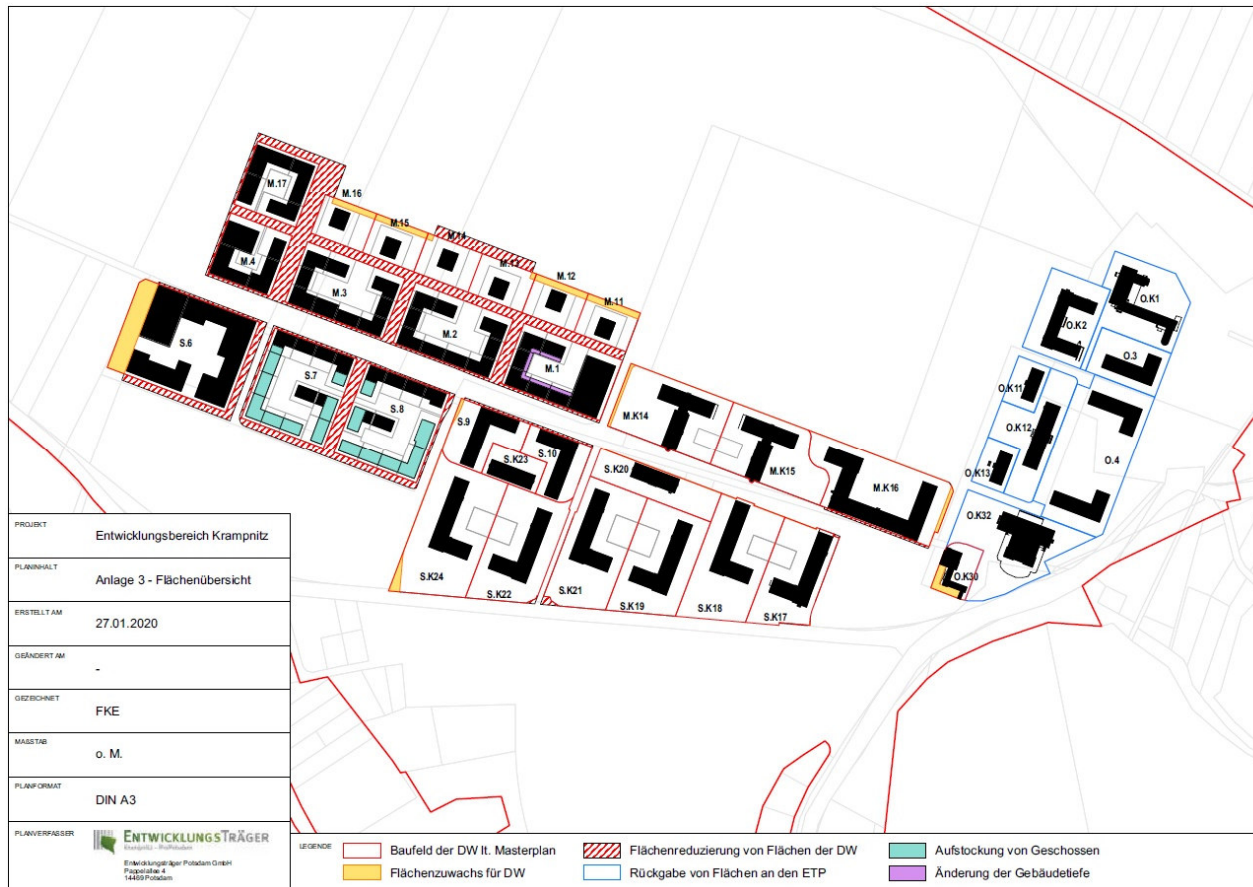 M.17
M.16
M.15
M.14
M.13
M.12
M.11
M.4
M.3
M.2
M.1
S.6
S.7
S.8
S.9
S.10
S.K23
S.K20
M.K14
M.K15
M.K16
S.K24
S.K22
S.K21
S.K19
S.K18
S.K17
O.K1
O.K2
O.3
O.K11
O.K12
O.K13
O.4
O.K32
O.K30
PROJEKT
Entwicklungsbereich Krampnitz
PLANINHALT
Anlage 3 - Flächenübersicht
ERSTELLT AM
27.01.2020
GEÄNDERT AM
-
GEZEICHNET
FKE
MASSTAB
o. M.
PLANFORMAT
DIN A3
PLANVERFASSER
ENTWICKLUNGSTRÄGER
Entwicklungsträger Potsdam GmbH
Pappelallee 4
14469 Potsdam
LEGENDE
Baufeld der DW lt. Masterplan
Flächenzuwachs für DW
Flächenreduzierung von Flächen der DW
Rückgabe von Flächen an den ETP
Aufstockung von Geschossen
Änderung der Gebäudetiefe